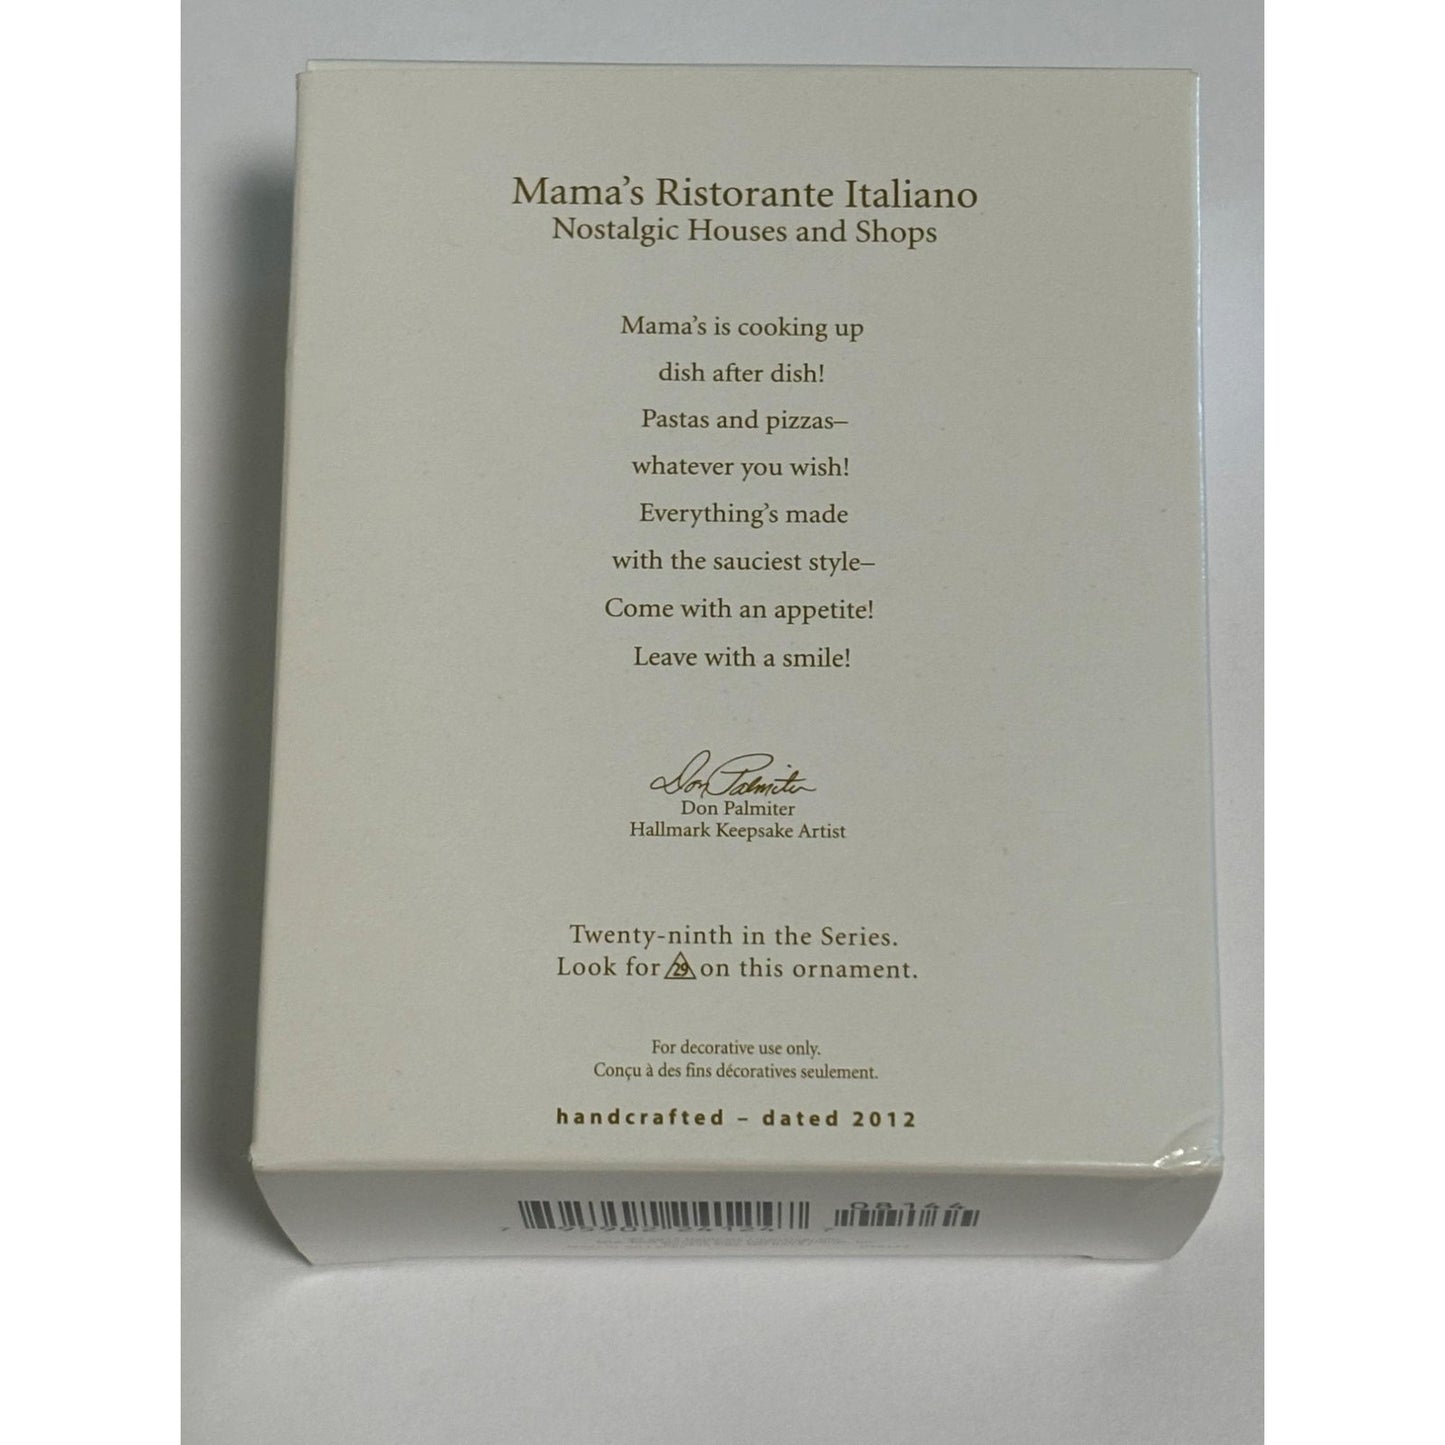 Mama's Ristorante Italiano
Nostalgic Houses and Shops
Mama's is cooking up
dish after dish!
Pastas and pizzas–
whatever you wish!
Everything's made
with the sauciest style–
Come with an appetite!
Leave with a smile!
Don Palmiter
Don Palmiter
Hallmark Keepsake Artist
Twenty-ninth in the Series.
Look for 29 on this ornament.
For decorative use only.
Conçu à des fins décoratives seulement.
handcrafted – dated 2012
08144